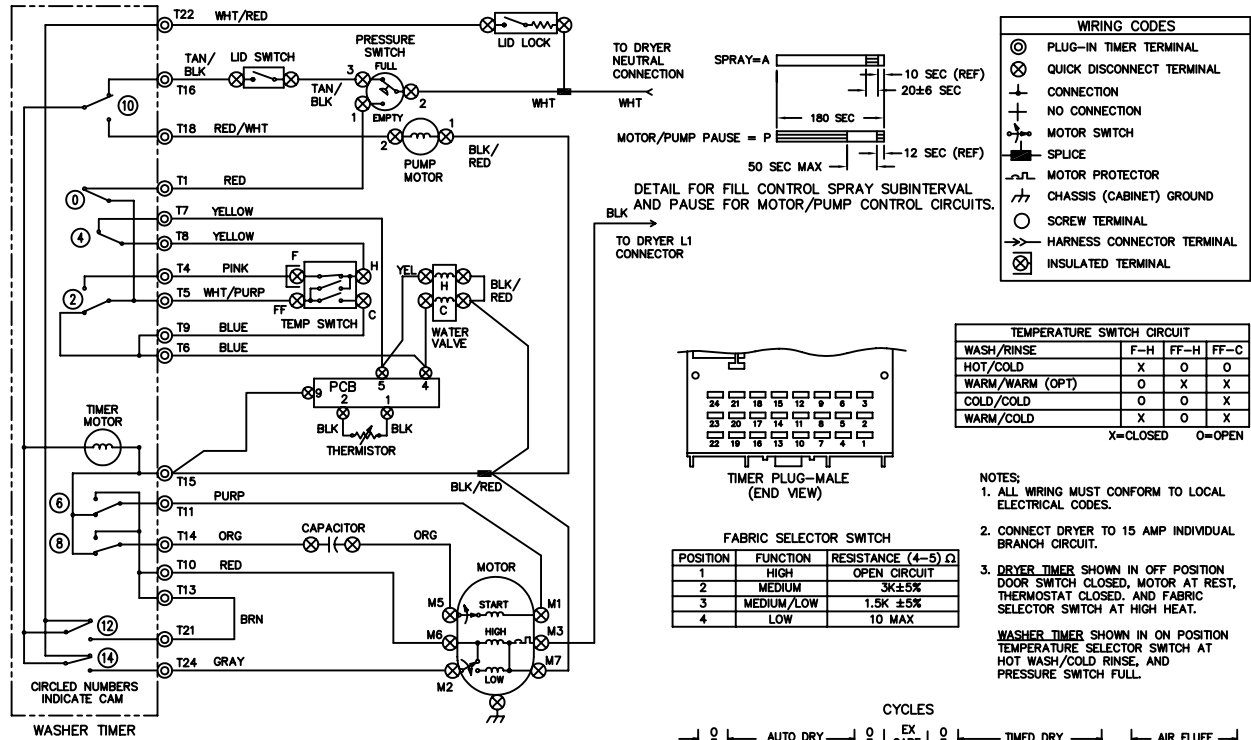 T22 WHT/RED
LID LOCK
TAN/
BLK
LID SWITCH
PRESSURE
SWITCH
FULL
3
TAN/
BLK
1
2
EMPTY
T16
10
T18 RED/WHT
2
1
PUMP
MOTOR
BLK/
RED
WHT
WHT
TO DRYER
NEUTRAL
CONNECTION
T1 RED
0
T7 YELLOW
T8 YELLOW
4
T4 PINK
F
H
T5 WHT/PURP
FF
C
TEMP SWITCH
2
T9 BLUE
T6 BLUE
YEL
H
C
BLK/
RED
WATER
VALVE
PCB
9
5
4
2
1
BLK
BLK
THERMISTOR
TIMER
MOTOR
T15
BLK/RED
6
T11
PURP
8
T14 ORG
CAPACITOR
ORG
T10 RED
T13
BRN
12
T21
14
T24 GRAY
MOTOR
M5
START
M1
M6
HIGH
M3
M2
LOW
M7
CIRCLED NUMBERS
INDICATE CAM
WASHER TIMER
BLK
TO DRYER L1
CONNECTOR
SPRAY=A
10 SEC (REF)
20±6 SEC
180 SEC
MOTOR/PUMP PAUSE = P
12 SEC (REF)
50 SEC MAX
DETAIL FOR FILL CONTROL SPRAY SUBINTERVAL
AND PAUSE FOR MOTOR/PUMP CONTROL CIRCUITS.
WIRING CODES
PLUG-IN TIMER TERMINAL
QUICK DISCONNECT TERMINAL
CONNECTION
NO CONNECTION
MOTOR SWITCH
SPLICE
MOTOR PROTECTOR
CHASSIS (CABINET) GROUND
SCREW TERMINAL
HARNESS CONNECTOR TERMINAL
INSULATED TERMINAL
TEMPERATURE SWITCH CIRCUIT
WASH/RINSE F-H FF-H FF-C
HOT/COLD X O O
WARM/WARM (OPT) O X X
COLD/COLD O O X
WARM/COLD X O X
X=CLOSED O=OPEN
24 21 18 15 12 9 6 3
23 20 17 14 11 8 5 2
22 19 16 13 10 7 4 1
TIMER PLUG-MALE
(END VIEW)
FABRIC SELECTOR SWITCH
POSITION FUNCTION RESISTANCE (4-5) Ω
1 HIGH OPEN CIRCUIT
2 MEDIUM 3K±5%
3 MEDIUM/LOW 1.5K ±5%
4 LOW 10 MAX
NOTES;
1. ALL WIRING MUST CONFORM TO LOCAL
ELECTRICAL CODES.
2. CONNECT DRYER TO 15 AMP INDIVIDUAL
BRANCH CIRCUIT.
3. DRYER TIMER SHOWN IN OFF POSITION
DOOR SWITCH CLOSED, MOTOR AT REST,
THERMOSTAT CLOSED. AND FABRIC
SELECTOR SWITCH AT HIGH HEAT.
WASHER TIMER SHOWN IN ON POSITION
TEMPERATURE SELECTOR SWITCH AT
HOT WASH/COLD RINSE, AND
PRESSURE SWITCH FULL.
CYCLES
O AUTO DRY O EX O TIMED DRY AIR FLUFF